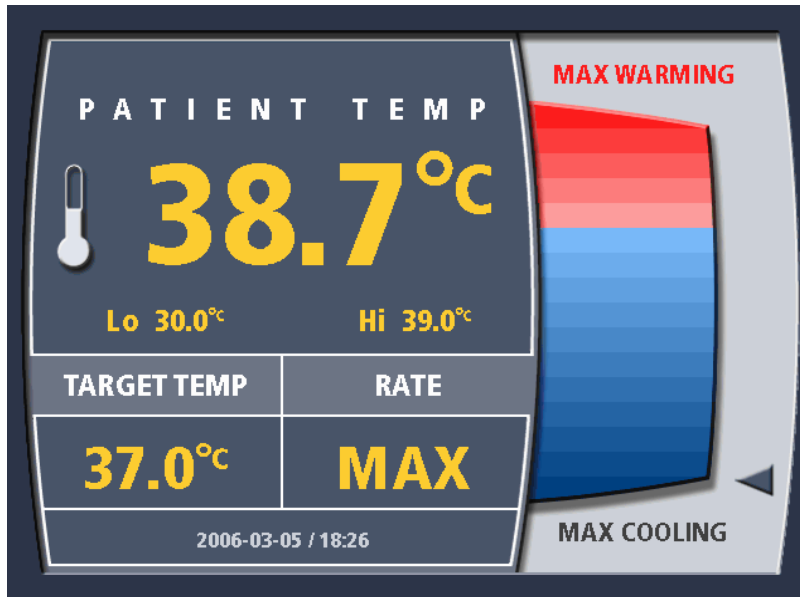 MAX WARMING
PATIENT TEMP
38.7°C
Lo 30.0°C Hi 39.0°C
TARGET TEMP RATE
37.0°C MAX
2006-03-05 / 18:26
MAX COOLING